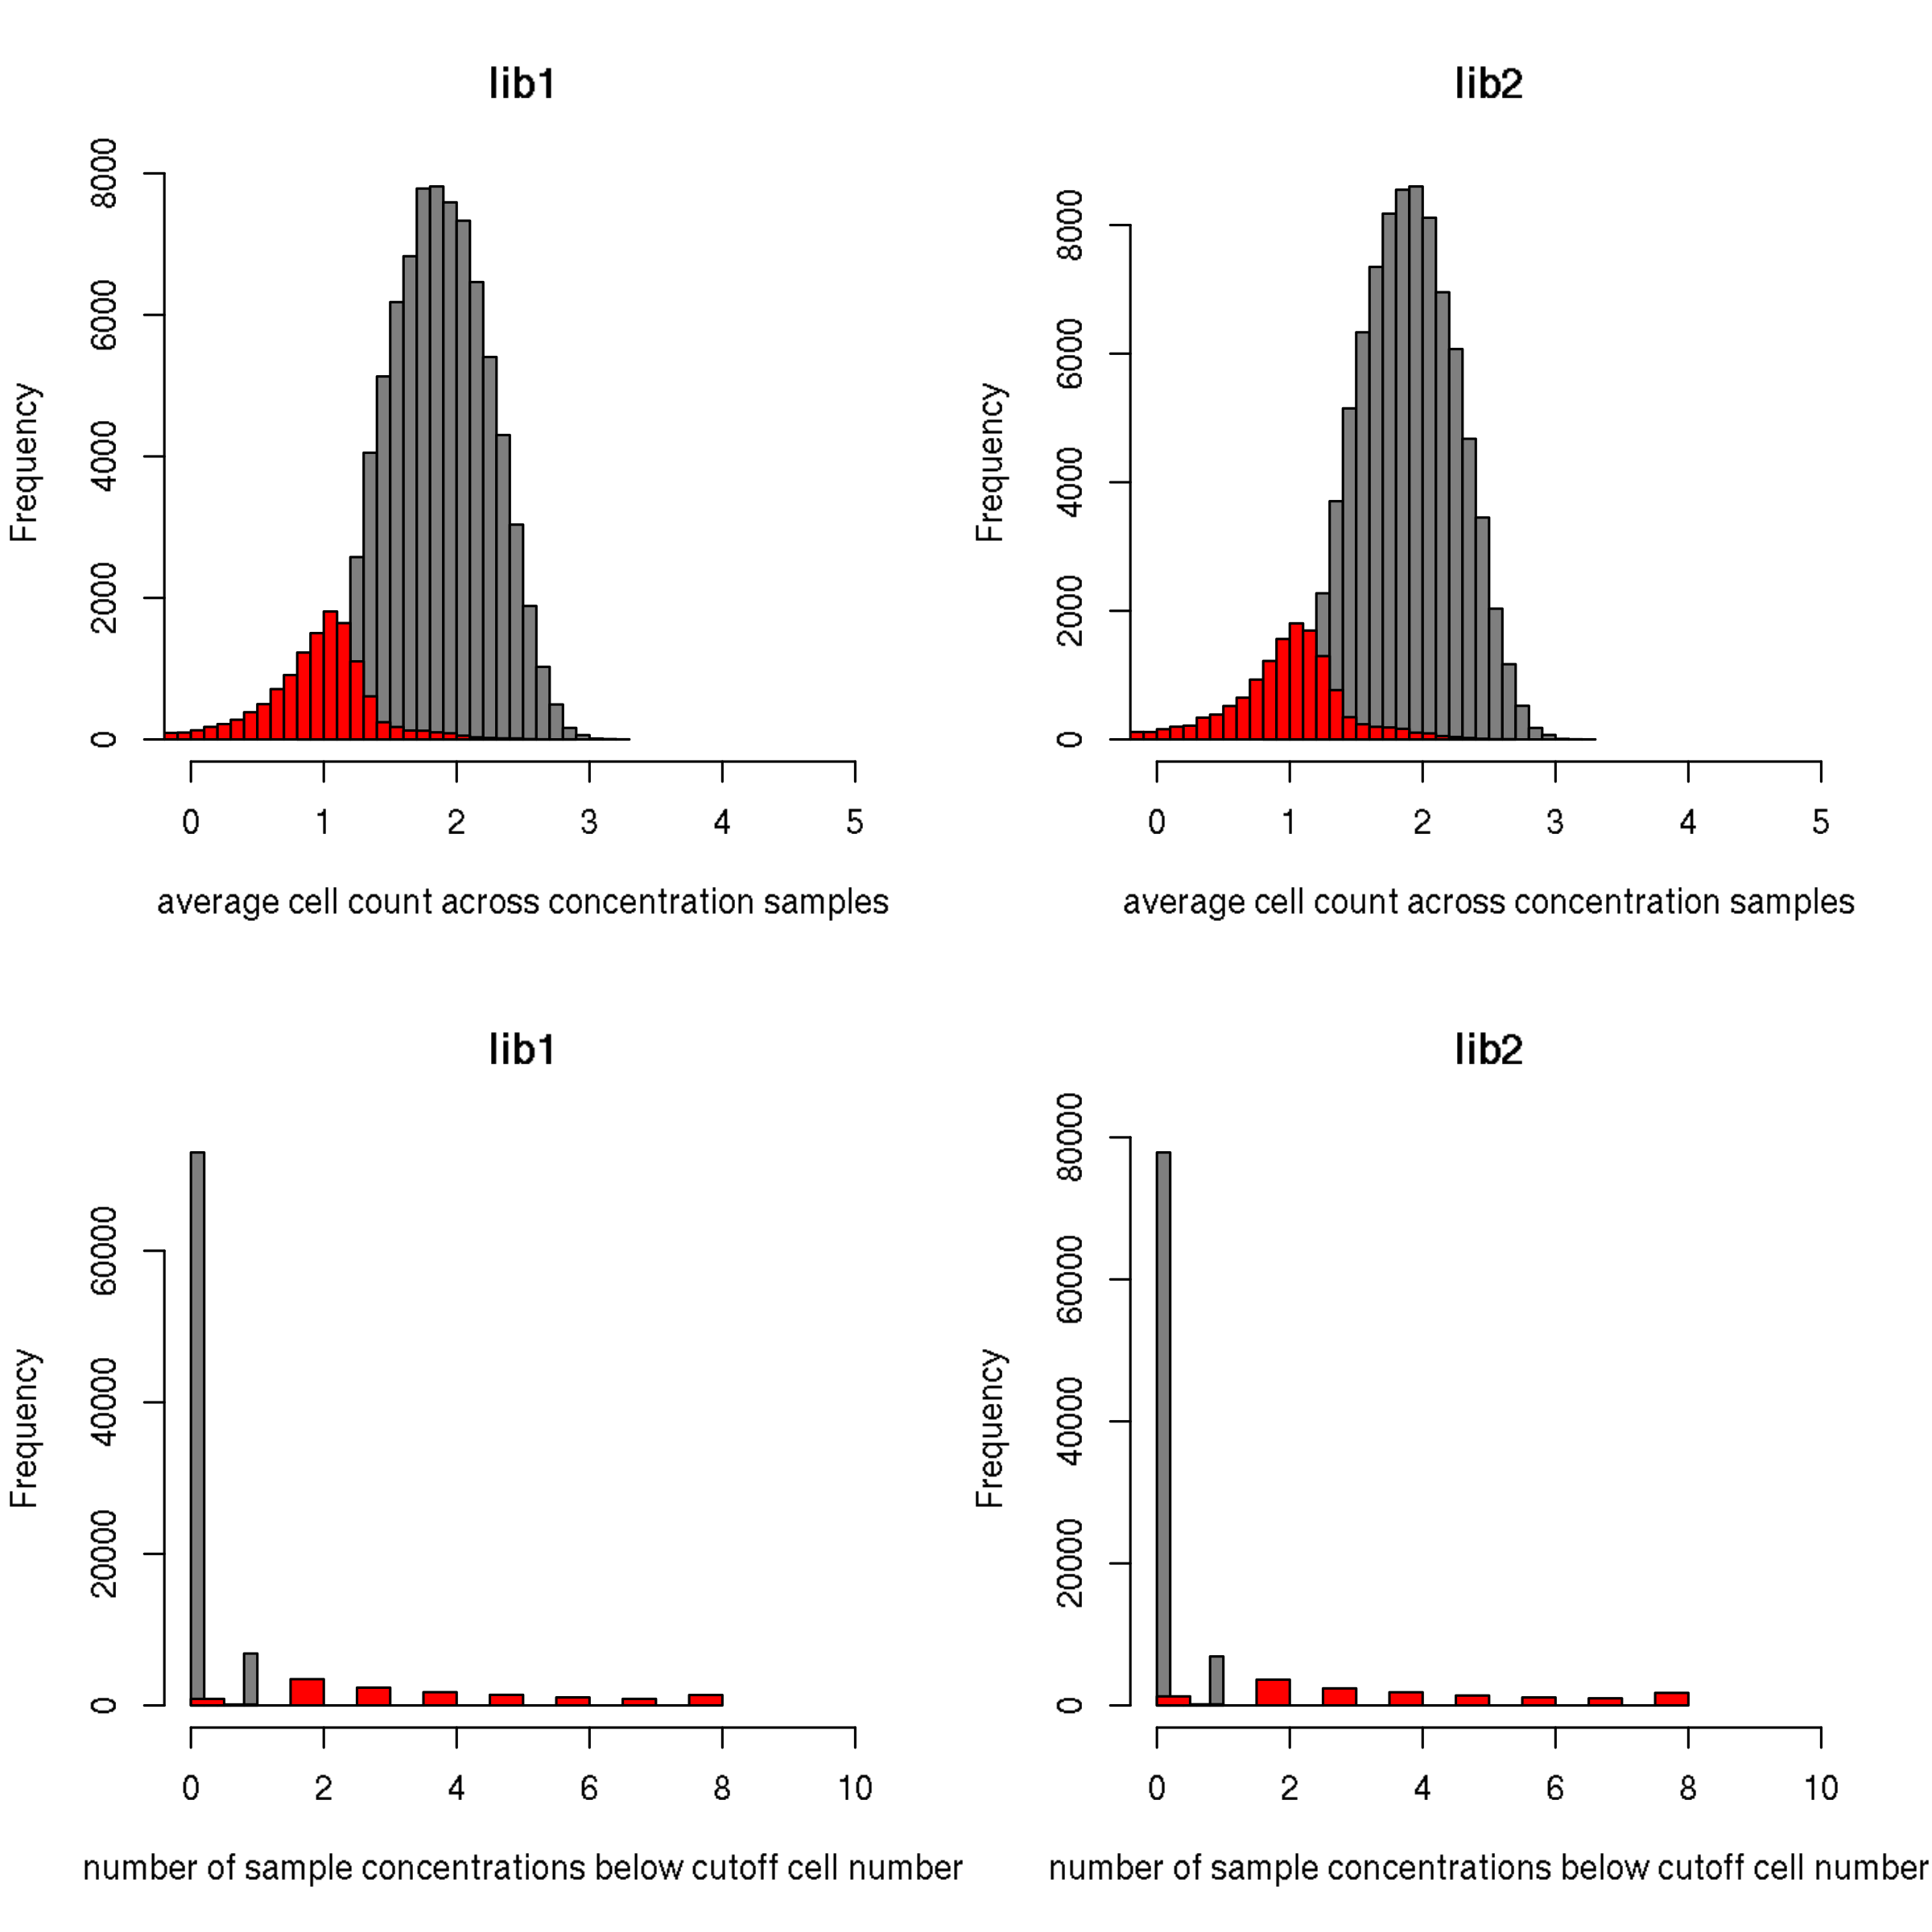 lib1
Frequency
8000
6000
4000
2000
0
0 1 2 3 4 5
average cell count across concentration samples
lib2
Frequency
8000
6000
4000
2000
0
0 1 2 3 4 5
average cell count across concentration samples
lib1
Frequency
60000
40000
20000
0
0 2 4 6 8 10
number of sample concentrations below cutoff cell number
lib2
Frequency
80000
60000
40000
20000
0
0 2 4 6 8 10
number of sample concentrations below cutoff cell number